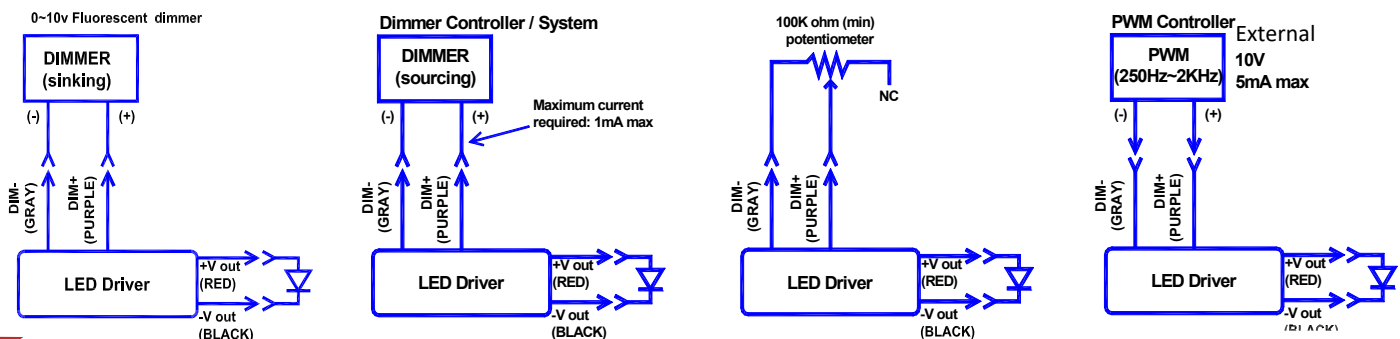 0~10v Fluorescent dimmer
DIMMER
(sinking)
(-)
(+)
DIM-
(GRAY)
DIM+
(PURPLE)
LED Driver
+V out
(RED)
-V out
(BLACK)
Dimmer Controller / System
DIMMER
(sourcing)
(-)
(+)
Maximum current
required: 1mA max
DIM-
(GRAY)
DIM+
(PURPLE)
LED Driver
+V out
(RED)
-V out
(BLACK)
100K ohm (min)
potentiometer
NC
DIM-
(GRAY)
DIM+
(PURPLE)
LED Driver
+V out
(RED)
-V out
(BLACK)
PWM Controller
External
10V
5mA max
PWM
(250Hz~2KHz)
(-)
(+)
DIM-
(GRAY)
DIM+
(PURPLE)
LED Driver
+V out
(RED)
-V out
(BLACK)